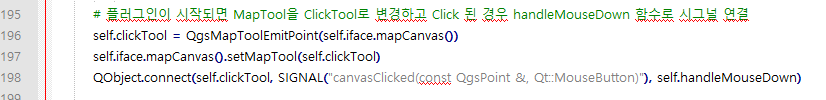 195 # 플러그인이 시작되면 MapTool을 ClickTool로 변경하고 Click 된 경우 handleMouseDown 함수로 시그널 연결
196 self.clickTool = QgsMapToolEmitPoint(self.iface.mapCanvas())
197 self.iface.mapCanvas().setMapTool(self.clickTool)
198 QObject.connect(self.clickTool, SIGNAL("canvasClicked(const QgsPoint &, Qt::MouseButton)"), self.handleMouseDown)
199